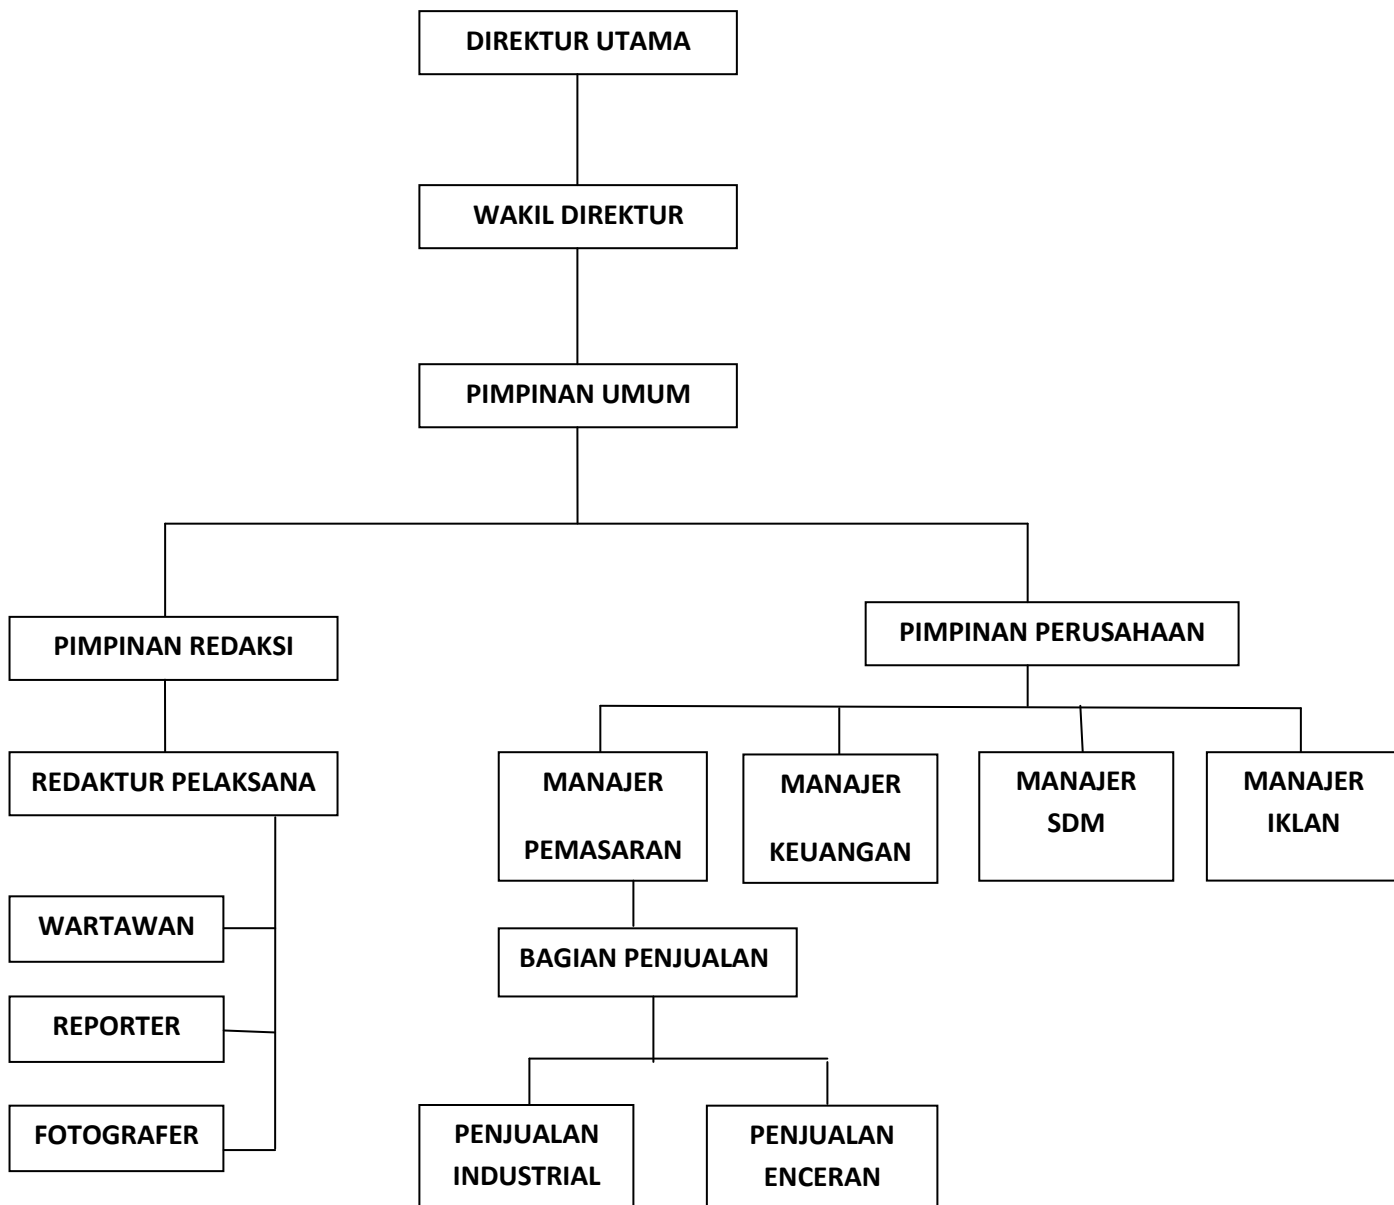 DIREKTUR UTAMA
WAKIL DIREKTUR
PIMPINAN UMUM
PIMPINAN REDAKSI
PIMPINAN PERUSAHAAN
REDAKTUR PELAKSANA
MANAJER
PEMASARAN
MANAJER
KEUANGAN
MANAJER
SDM
MANAJER
IKLAN
WARTAWAN
REPORTER
FOTOGRAFER
BAGIAN PENJUALAN
PENJUALAN
INDUSTRIAL
PENJUALAN
ENCERAN